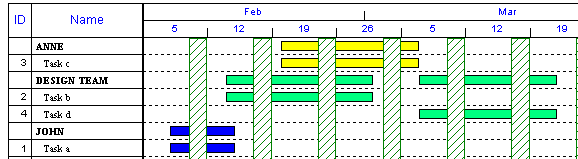 ID Name Feb Mar
5 12 19 26 5 12 19
ANNE
3 Task c
DESIGN TEAM
2 Task b
4 Task d
JOHN
1 Task a